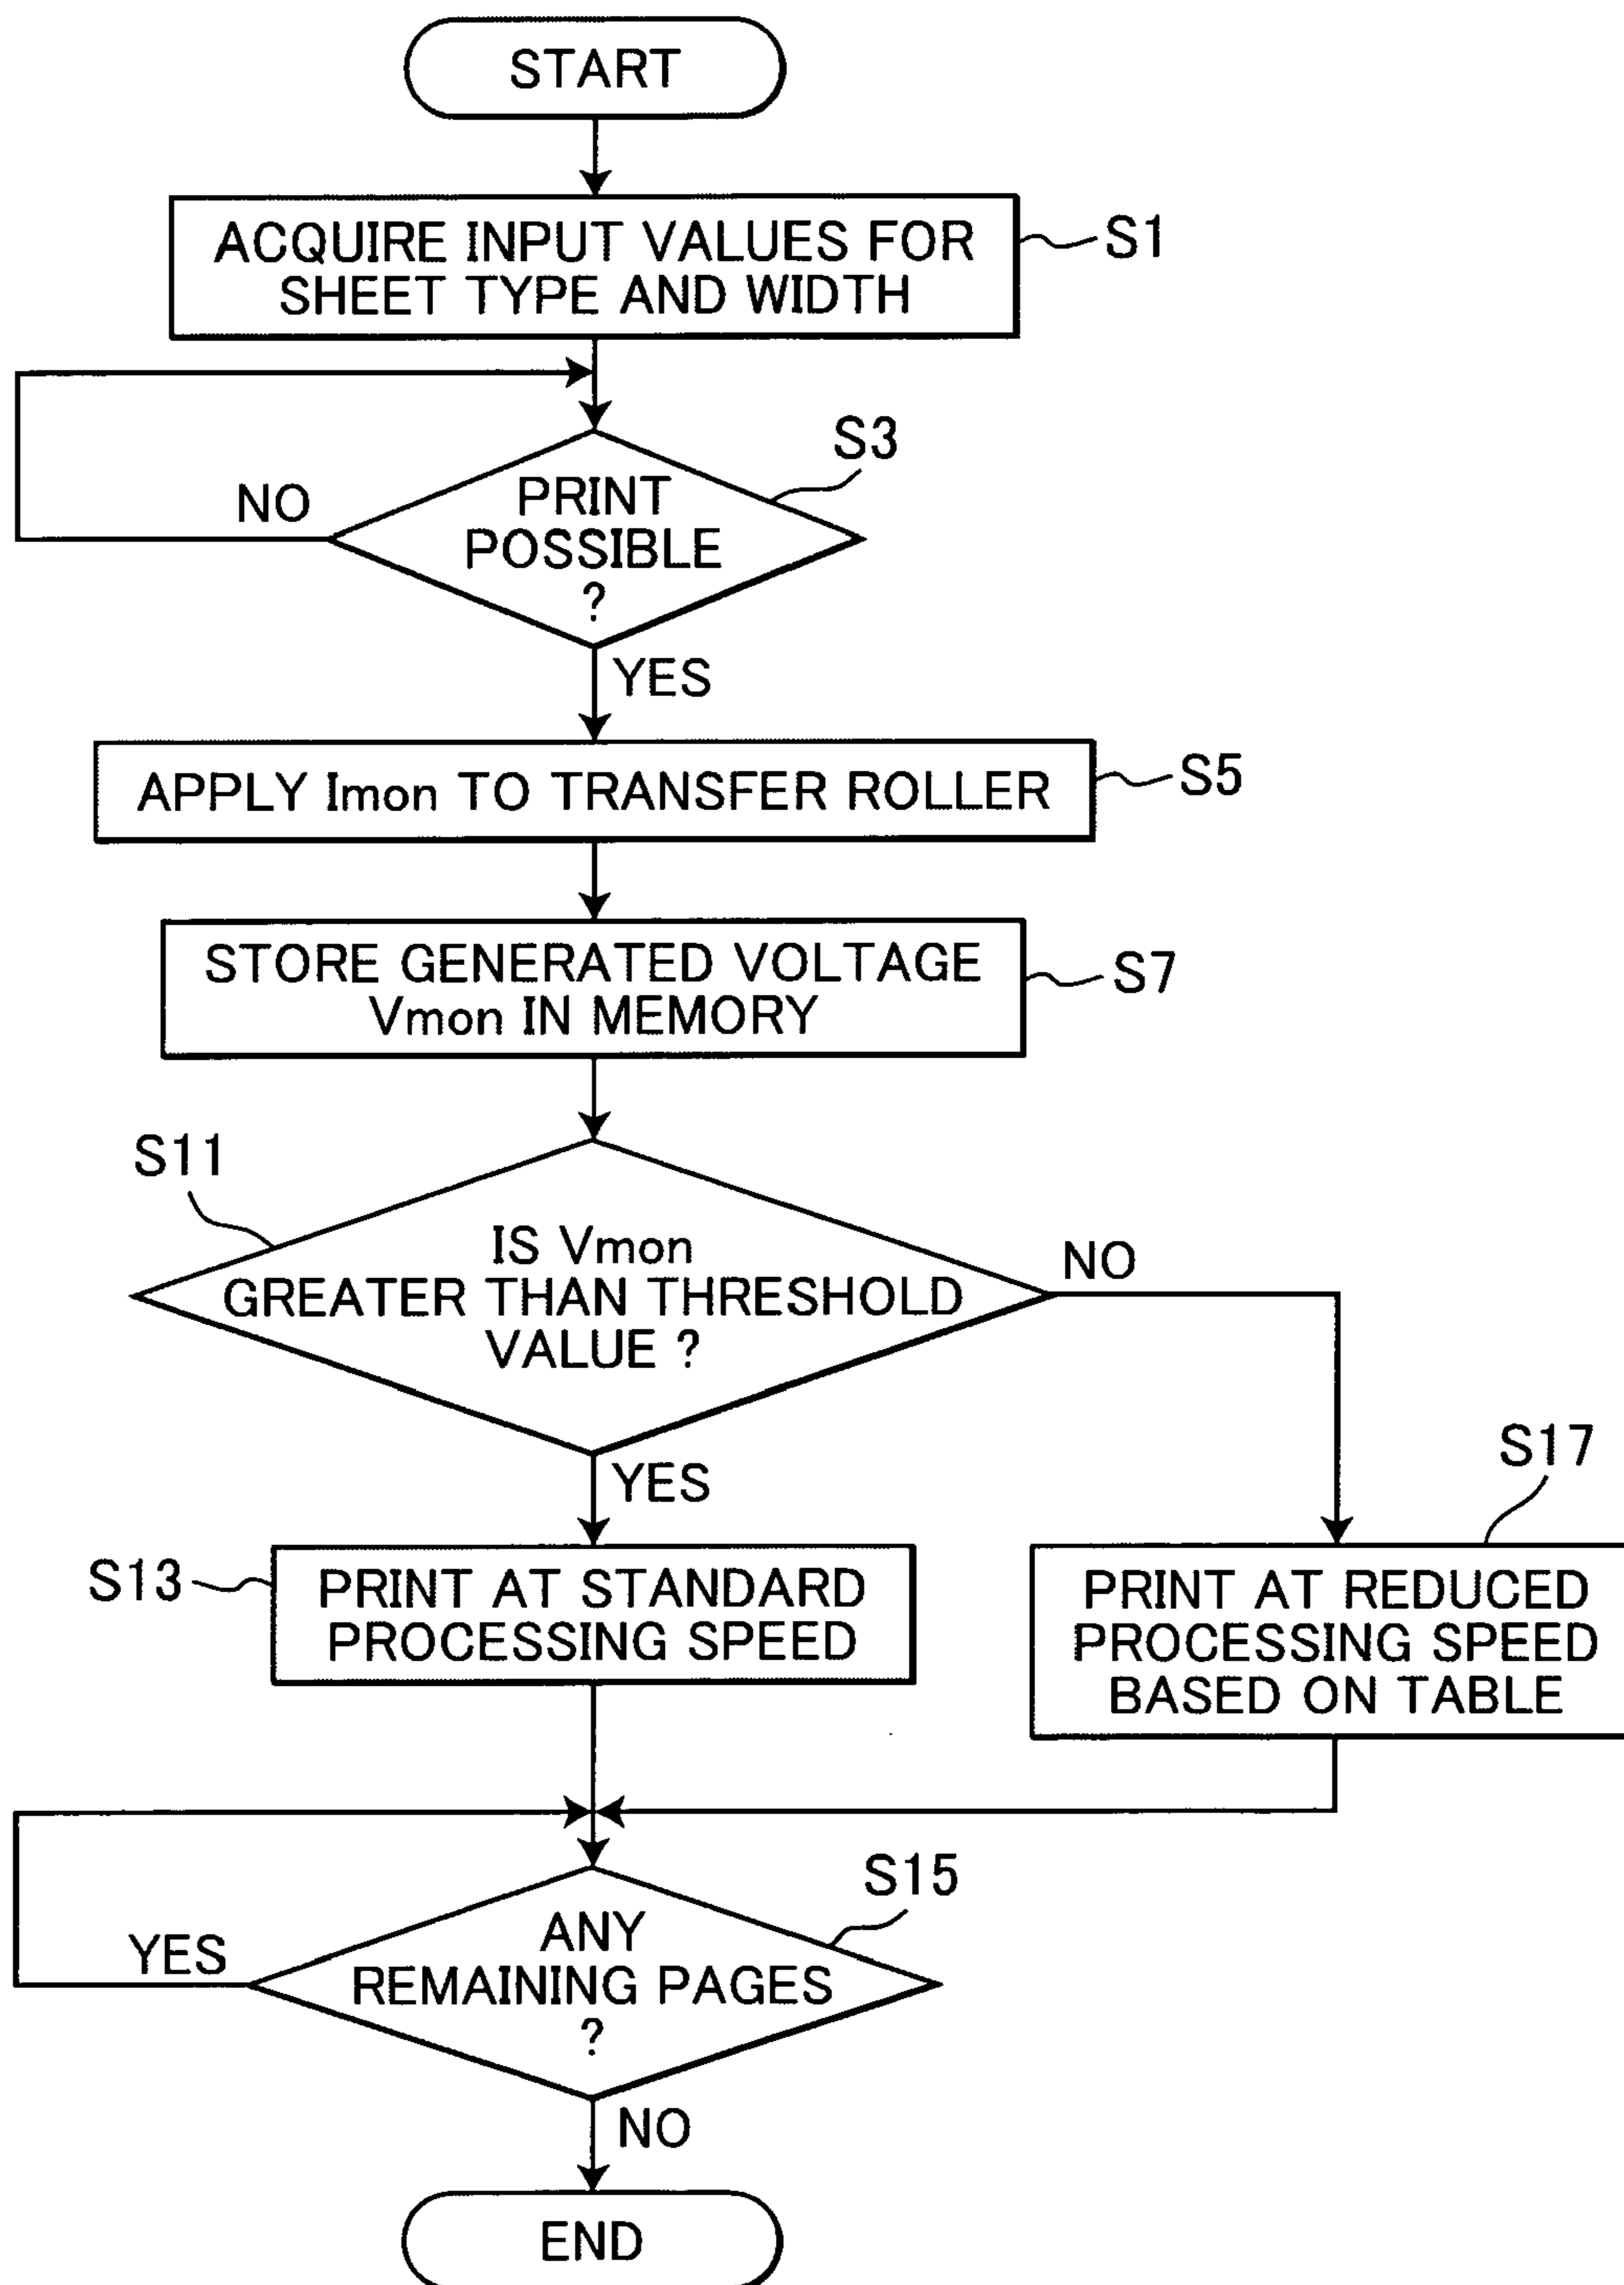 START
ACQUIRE INPUT VALUES FOR
SHEET TYPE AND WIDTH
S1
S3
PRINT
POSSIBLE
?
NO
YES
APPLY Imon TO TRANSFER ROLLER
S5
STORE GENERATED VOLTAGE
Vmon IN MEMORY
S7
S11
IS Vmon
GREATER THAN THRESHOLD
VALUE ?
NO
YES
S17
S13
PRINT AT STANDARD
PROCESSING SPEED
PRINT AT REDUCED
PROCESSING SPEED
BASED ON TABLE
S15
ANY
REMAINING PAGES
?
YES
NO
END